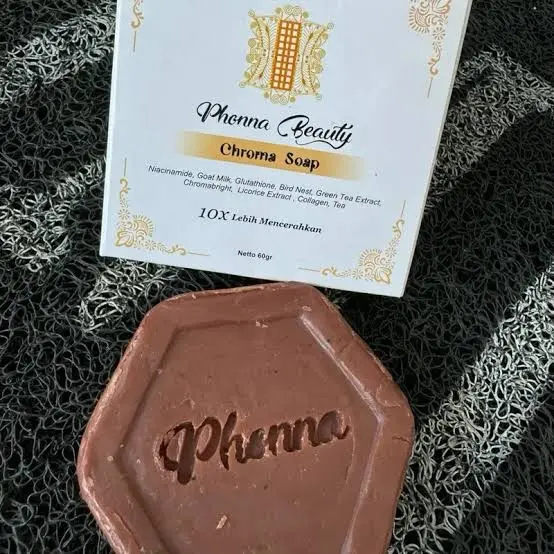 Phonna Beauty
Chroma Soap
Niacinamide, Goat Milk, Glutathione, Bird Nest, Green Tea Extract,
Chromabright, Licorice Extract , Collagen, Tea
10X Lebih Mencerahkan
Netto 60gr
Phonna